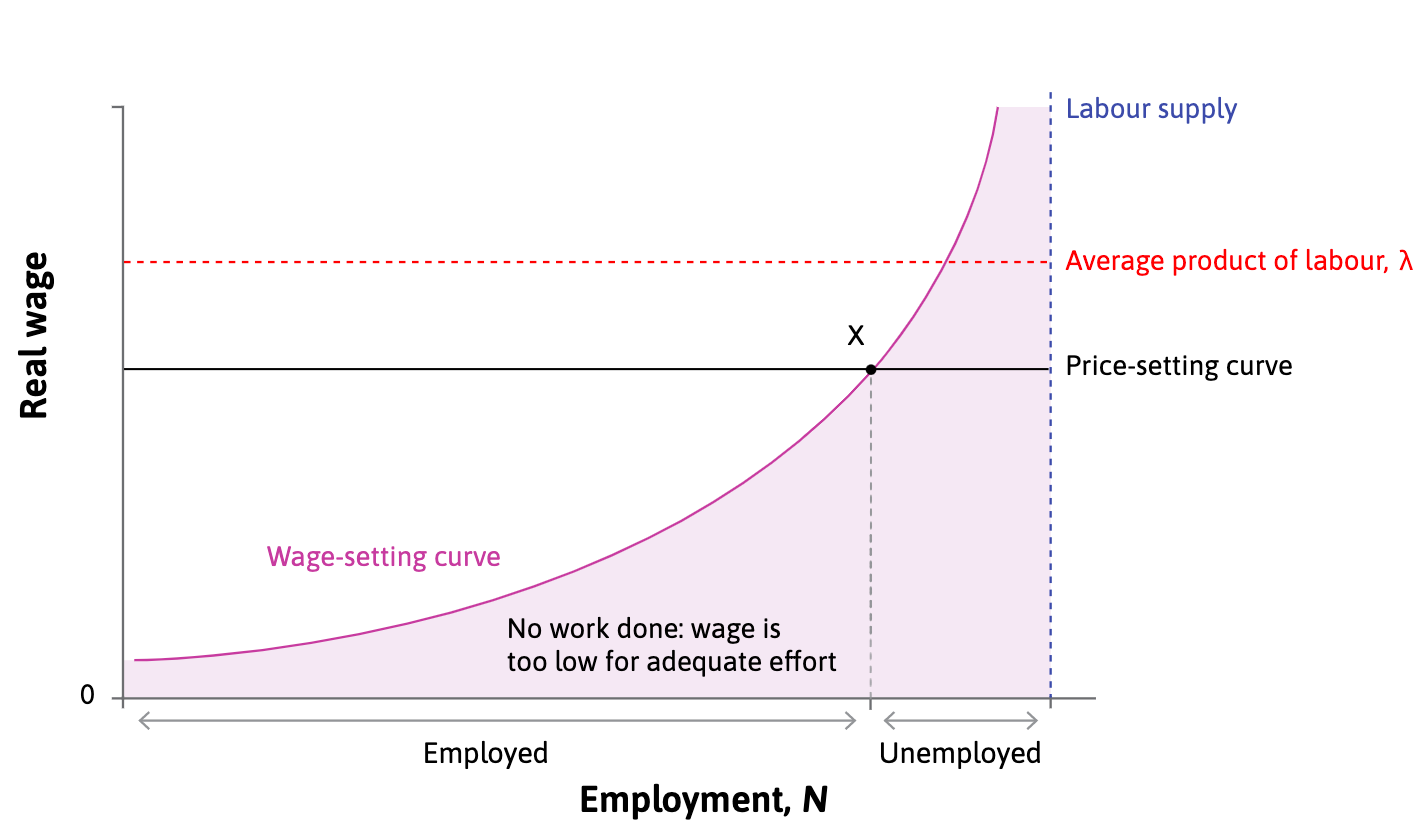 Labour supply
Average product of labour, λ
X
Price-setting curve
Real wage
Wage-setting curve
No work done: wage is
too low for adequate effort
0
Employed
Unemployed
Employment, N